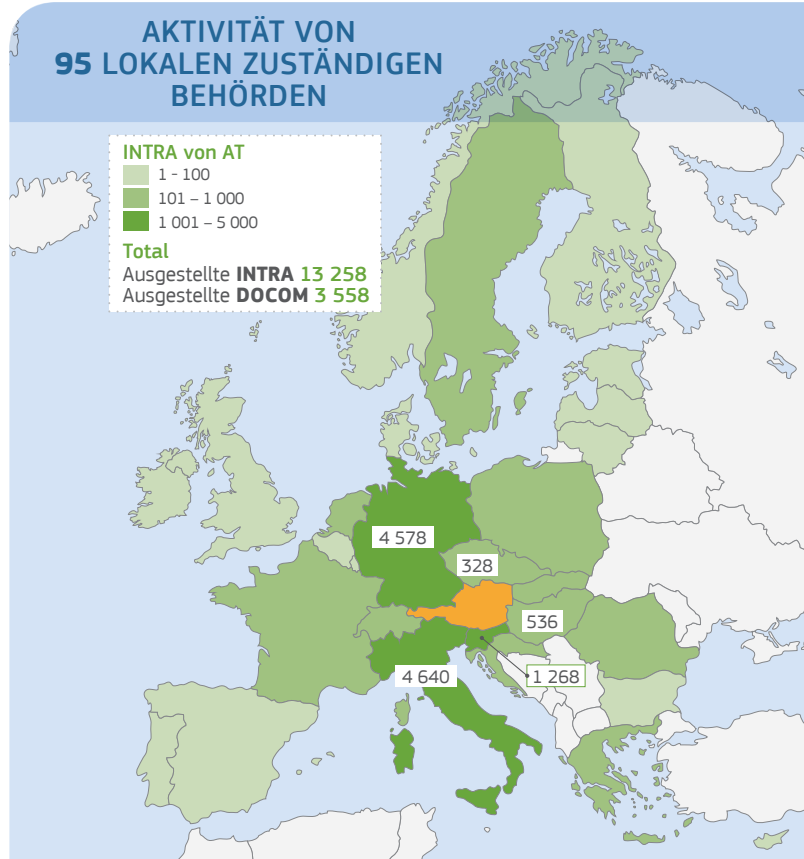 AKTIVITÄT VON
95 LOKALEN ZUSTÄNDIGEN
BEHÖRDEN
INTRA von AT
1 - 100
101 – 1 000
1 001 – 5 000
Total
Ausgestellte INTRA 13 258
Ausgestellte DOCOM 3 558
4 578
328
536
4 640
1 268